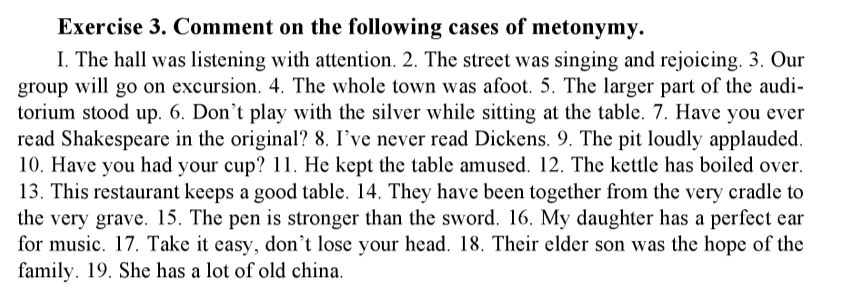 Exercise 3. Comment on the following cases of metonymy.
I. The hall was listening with attention. 2. The street was singing and rejoicing. 3. Our
group will go on excursion. 4. The whole town was afoot. 5. The larger part of the audi-
torium stood up. 6. Don't play with the silver while sitting at the table. 7. Have you ever
read Shakespeare in the original? 8. I've never read Dickens. 9. The pit loudly applauded.
10. Have you had your cup? 11. He kept the table amused. 12. The kettle has boiled over.
13. This restaurant keeps a good table. 14. They have been together from the very cradle to
the very grave. 15. The pen is stronger than the sword. 16. My daughter has a perfect ear
for music. 17. Take it easy, don't lose your head. 18. Their elder son was the hope of the
family. 19. She has a lot of old china.